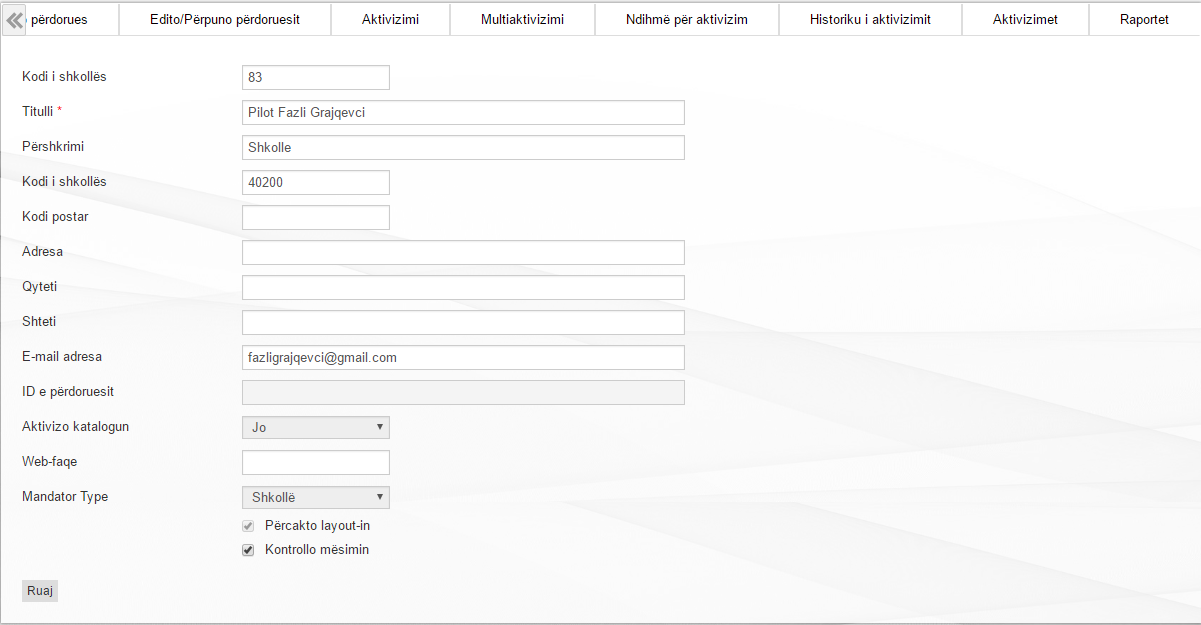 përdorues Edito/Përpuno përdoruesit Aktivizimi Multiaktivizimi Ndihmë për aktivizim Historiku i aktivizimit Aktivizimet Raportet
Kodi i shkollës 83
Titulli * Pilot Fazli Grajqevci
Përshkrimi Shkolle
Kodi i shkollës 40200
Kodi postar
Adresa
Qyteti
Shteti
E-mail adresa fazligrajqevci@gmail.com
ID e përdoruesit
Aktivizo katalogun Jo
Web-faqe
Mandator Type Shkollë
Përcakto layout-in
Kontrollo mësimin
Ruaj